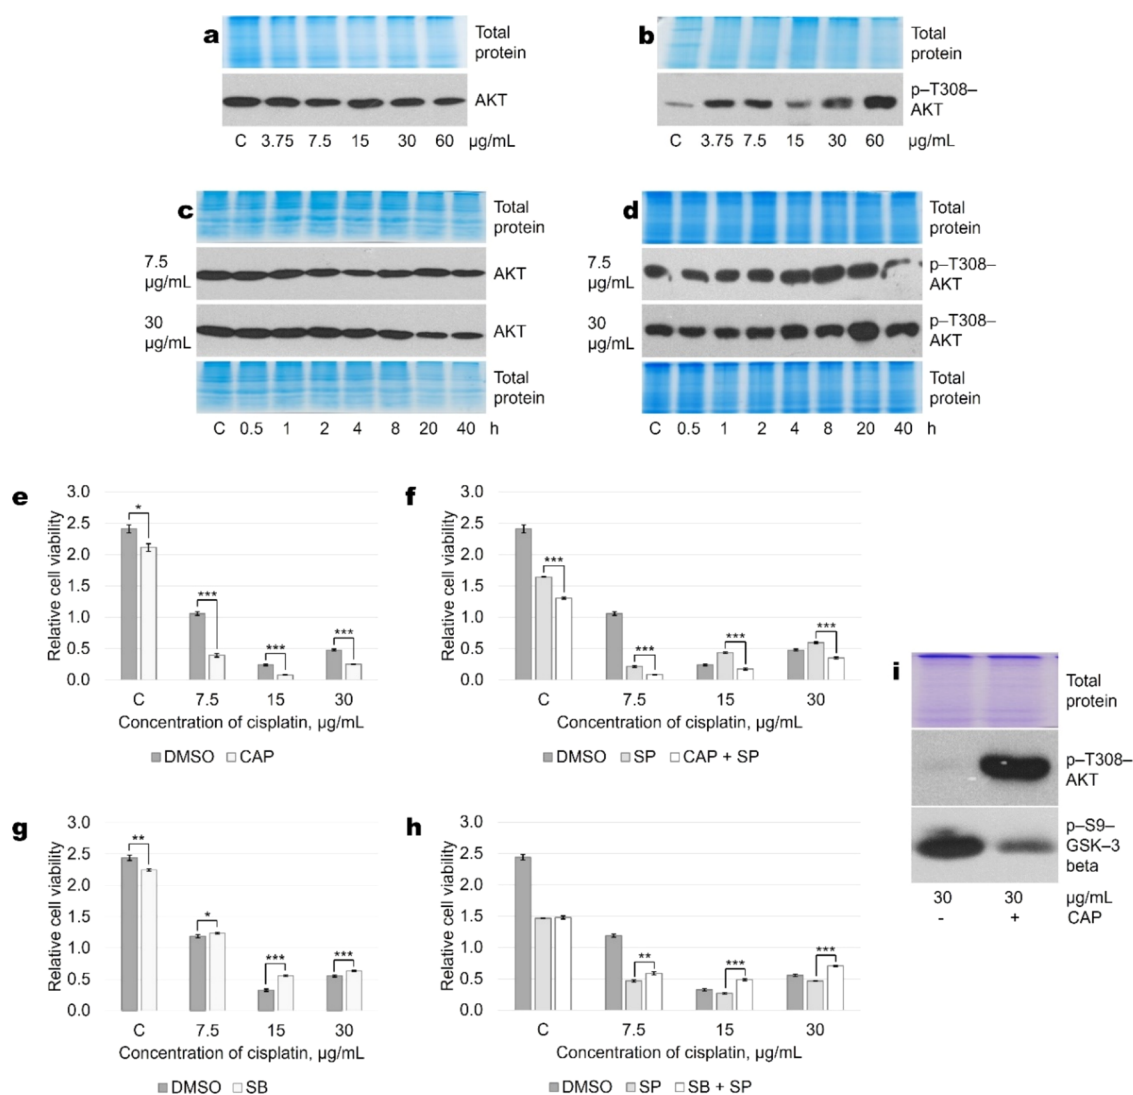 a
Total
protein
AKT
C 3.75 7.5 15 30 60 µg/mL
b
Total
protein
p–T308–
AKT
C 3.75 7.5 15 30 60 µg/mL
c
Total
protein
7.5
µg/mL
AKT
30
µg/mL
AKT
Total
protein
C 0.5 1 2 4 8 20 40 h
d
Total
protein
7.5
µg/mL
p–T308–
AKT
30
µg/mL
p–T308–
AKT
Total
protein
C 0.5 1 2 4 8 20 40 h
e
Relative cell viability
3.0
2.5
2.0
1.5
1.0
0.5
0.0
*
***
***
***
C 7.5 15 30
Concentration of cisplatin, µg/mL
DMSO CAP
f
Relative cell viability
3.0
2.5
2.0
1.5
1.0
0.5
0.0
***
***
***
***
C 7.5 15 30
Concentration of cisplatin, µg/mL
DMSO SP CAP + SP
g
Relative cell viability
3.0
2.5
2.0
1.5
1.0
0.5
0.0
**
*
***
***
C 7.5 15 30
Concentration of cisplatin, µg/mL
DMSO SB
h
Relative cell viability
3.0
2.5
2.0
1.5
1.0
0.5
0.0
**
***
***
C 7.5 15 30
Concentration of cisplatin, µg/mL
DMSO SP SB + SP
i
Total
protein
p–T308–
AKT
p–S9–
GSK–3
beta
30 30 µg/mL
- + CAP